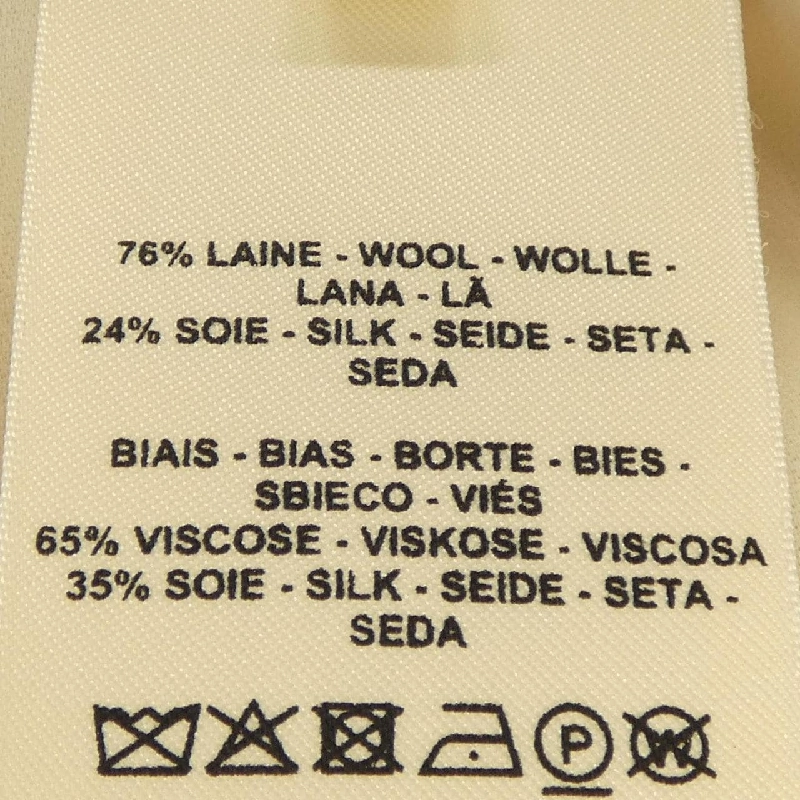 76% LAINE - WOOL - WOLLE -
LANA - LÃ
24% SOIE - SILK - SEIDE - SETA -
SEDA
BIAIS - BIAS - BORTE - BIES -
SBIECO - VIÉS
65% VISCOSE - VISKOSE - VISCOSA
35% SOIE - SILK - SEIDE - SETA -
SEDA
P W